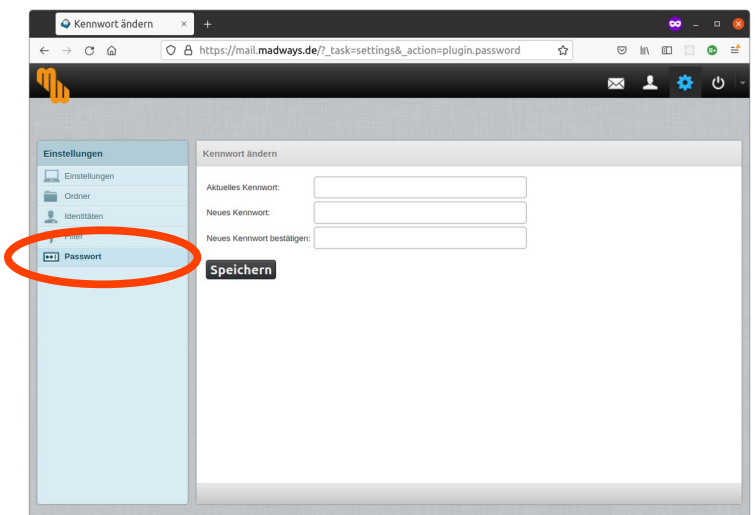 Kennwort ändern
https://mail.madways.de/?_task=settings&_action=plugin.password
Einstellungen
Einstellungen
Ordner
Identitäten
Filter
Passwort
Kennwort ändern
Aktuelles Kennwort:
Neues Kennwort:
Neues Kennwort bestätigen:
Speichern